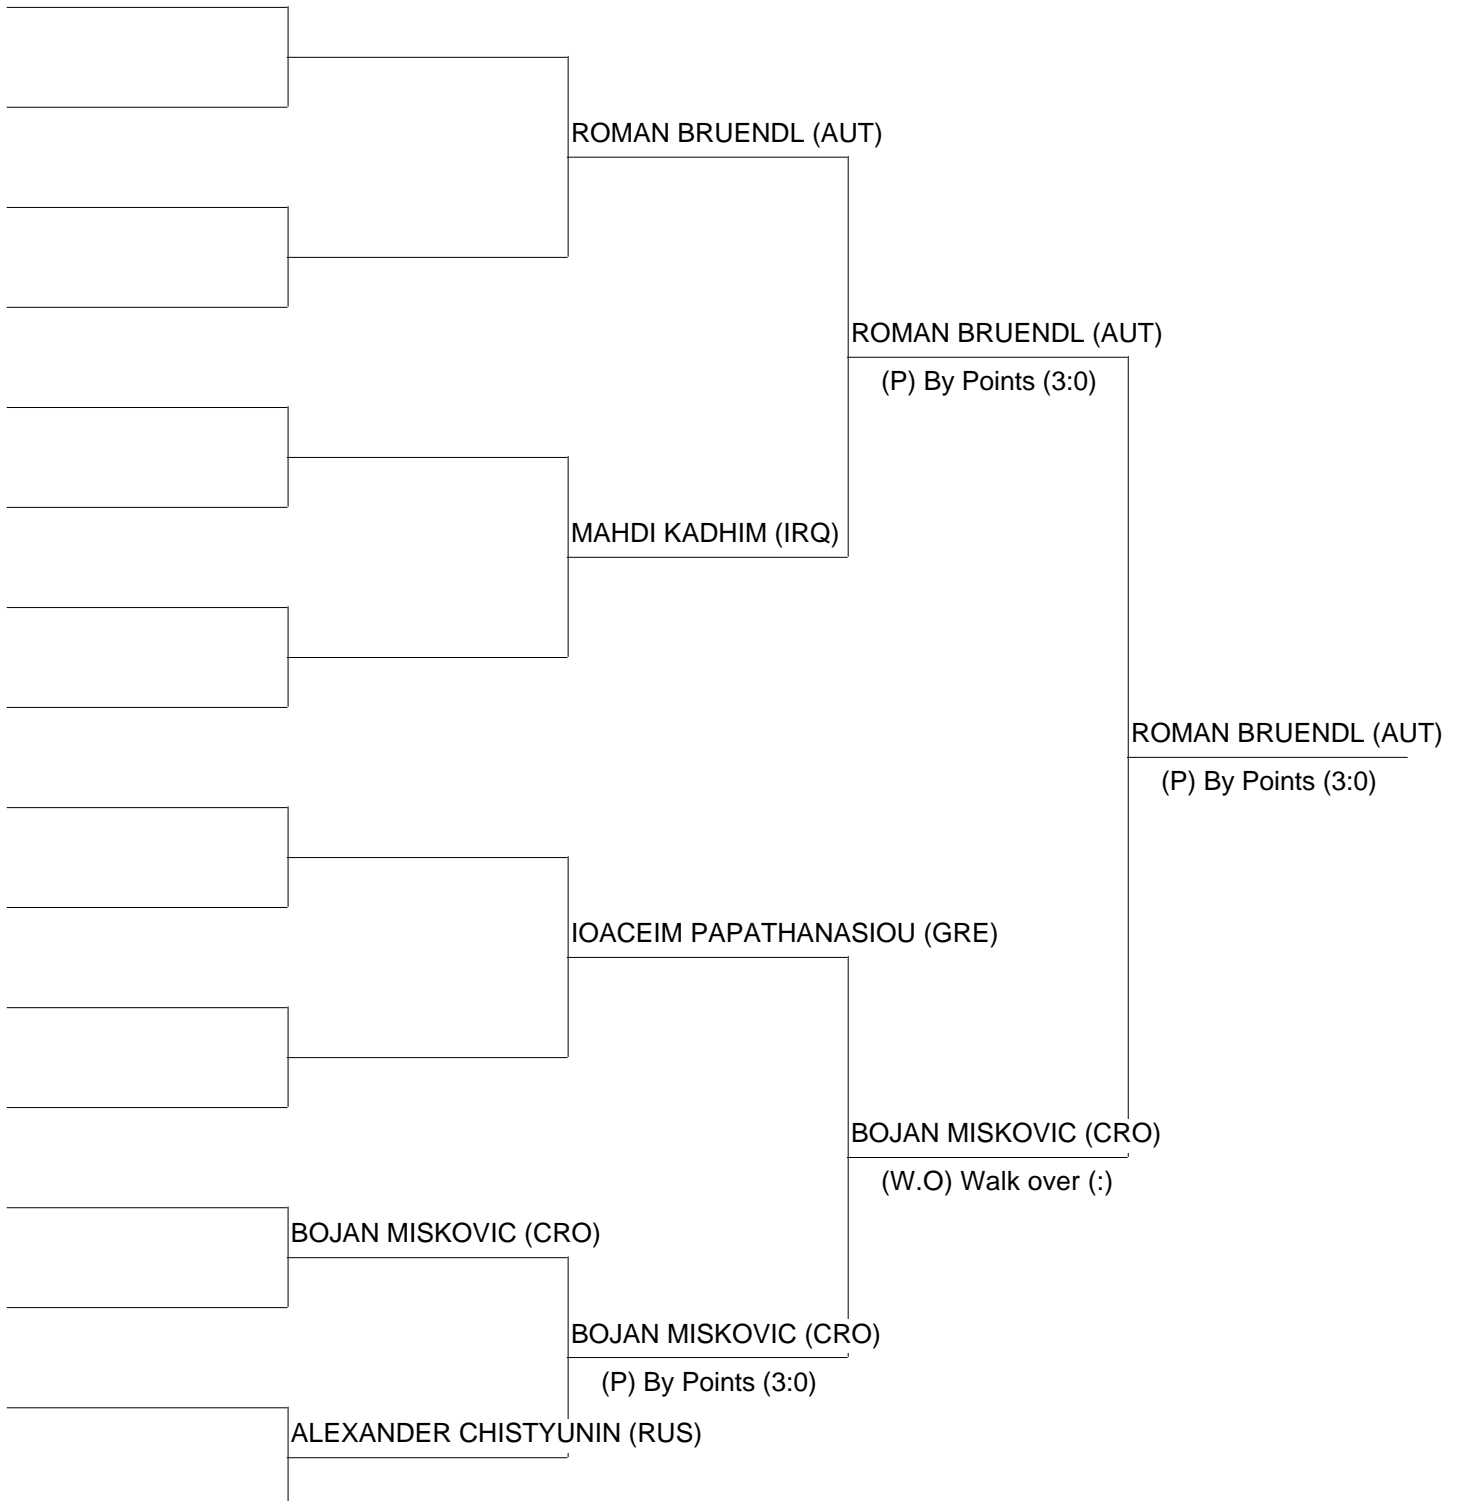 ROMAN BRUENDL (AUT)
ROMAN BRUENDL (AUT)
(P) By Points (3:0)
MAHDI KADHIM (IRQ)
ROMAN BRUENDL (AUT)
(P) By Points (3:0)
IOACEIM PAPATHANASIOU (GRE)
BOJAN MISKOVIC (CRO)
(W.O) Walk over (:)
BOJAN MISKOVIC (CRO)
BOJAN MISKOVIC (CRO)
(P) By Points (3:0)
ALEXANDER CHISTYUNIN (RUS)